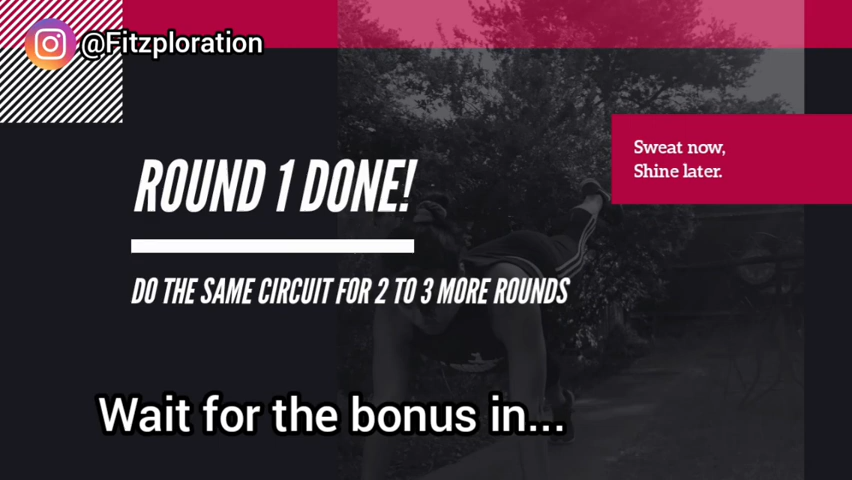 @Fitzploration
Sweat now,
Shine later.
ROUND 1 DONE!
DO THE SAME CIRCUIT FOR 2 TO 3 MORE ROUNDS
Wait for the bonus in...